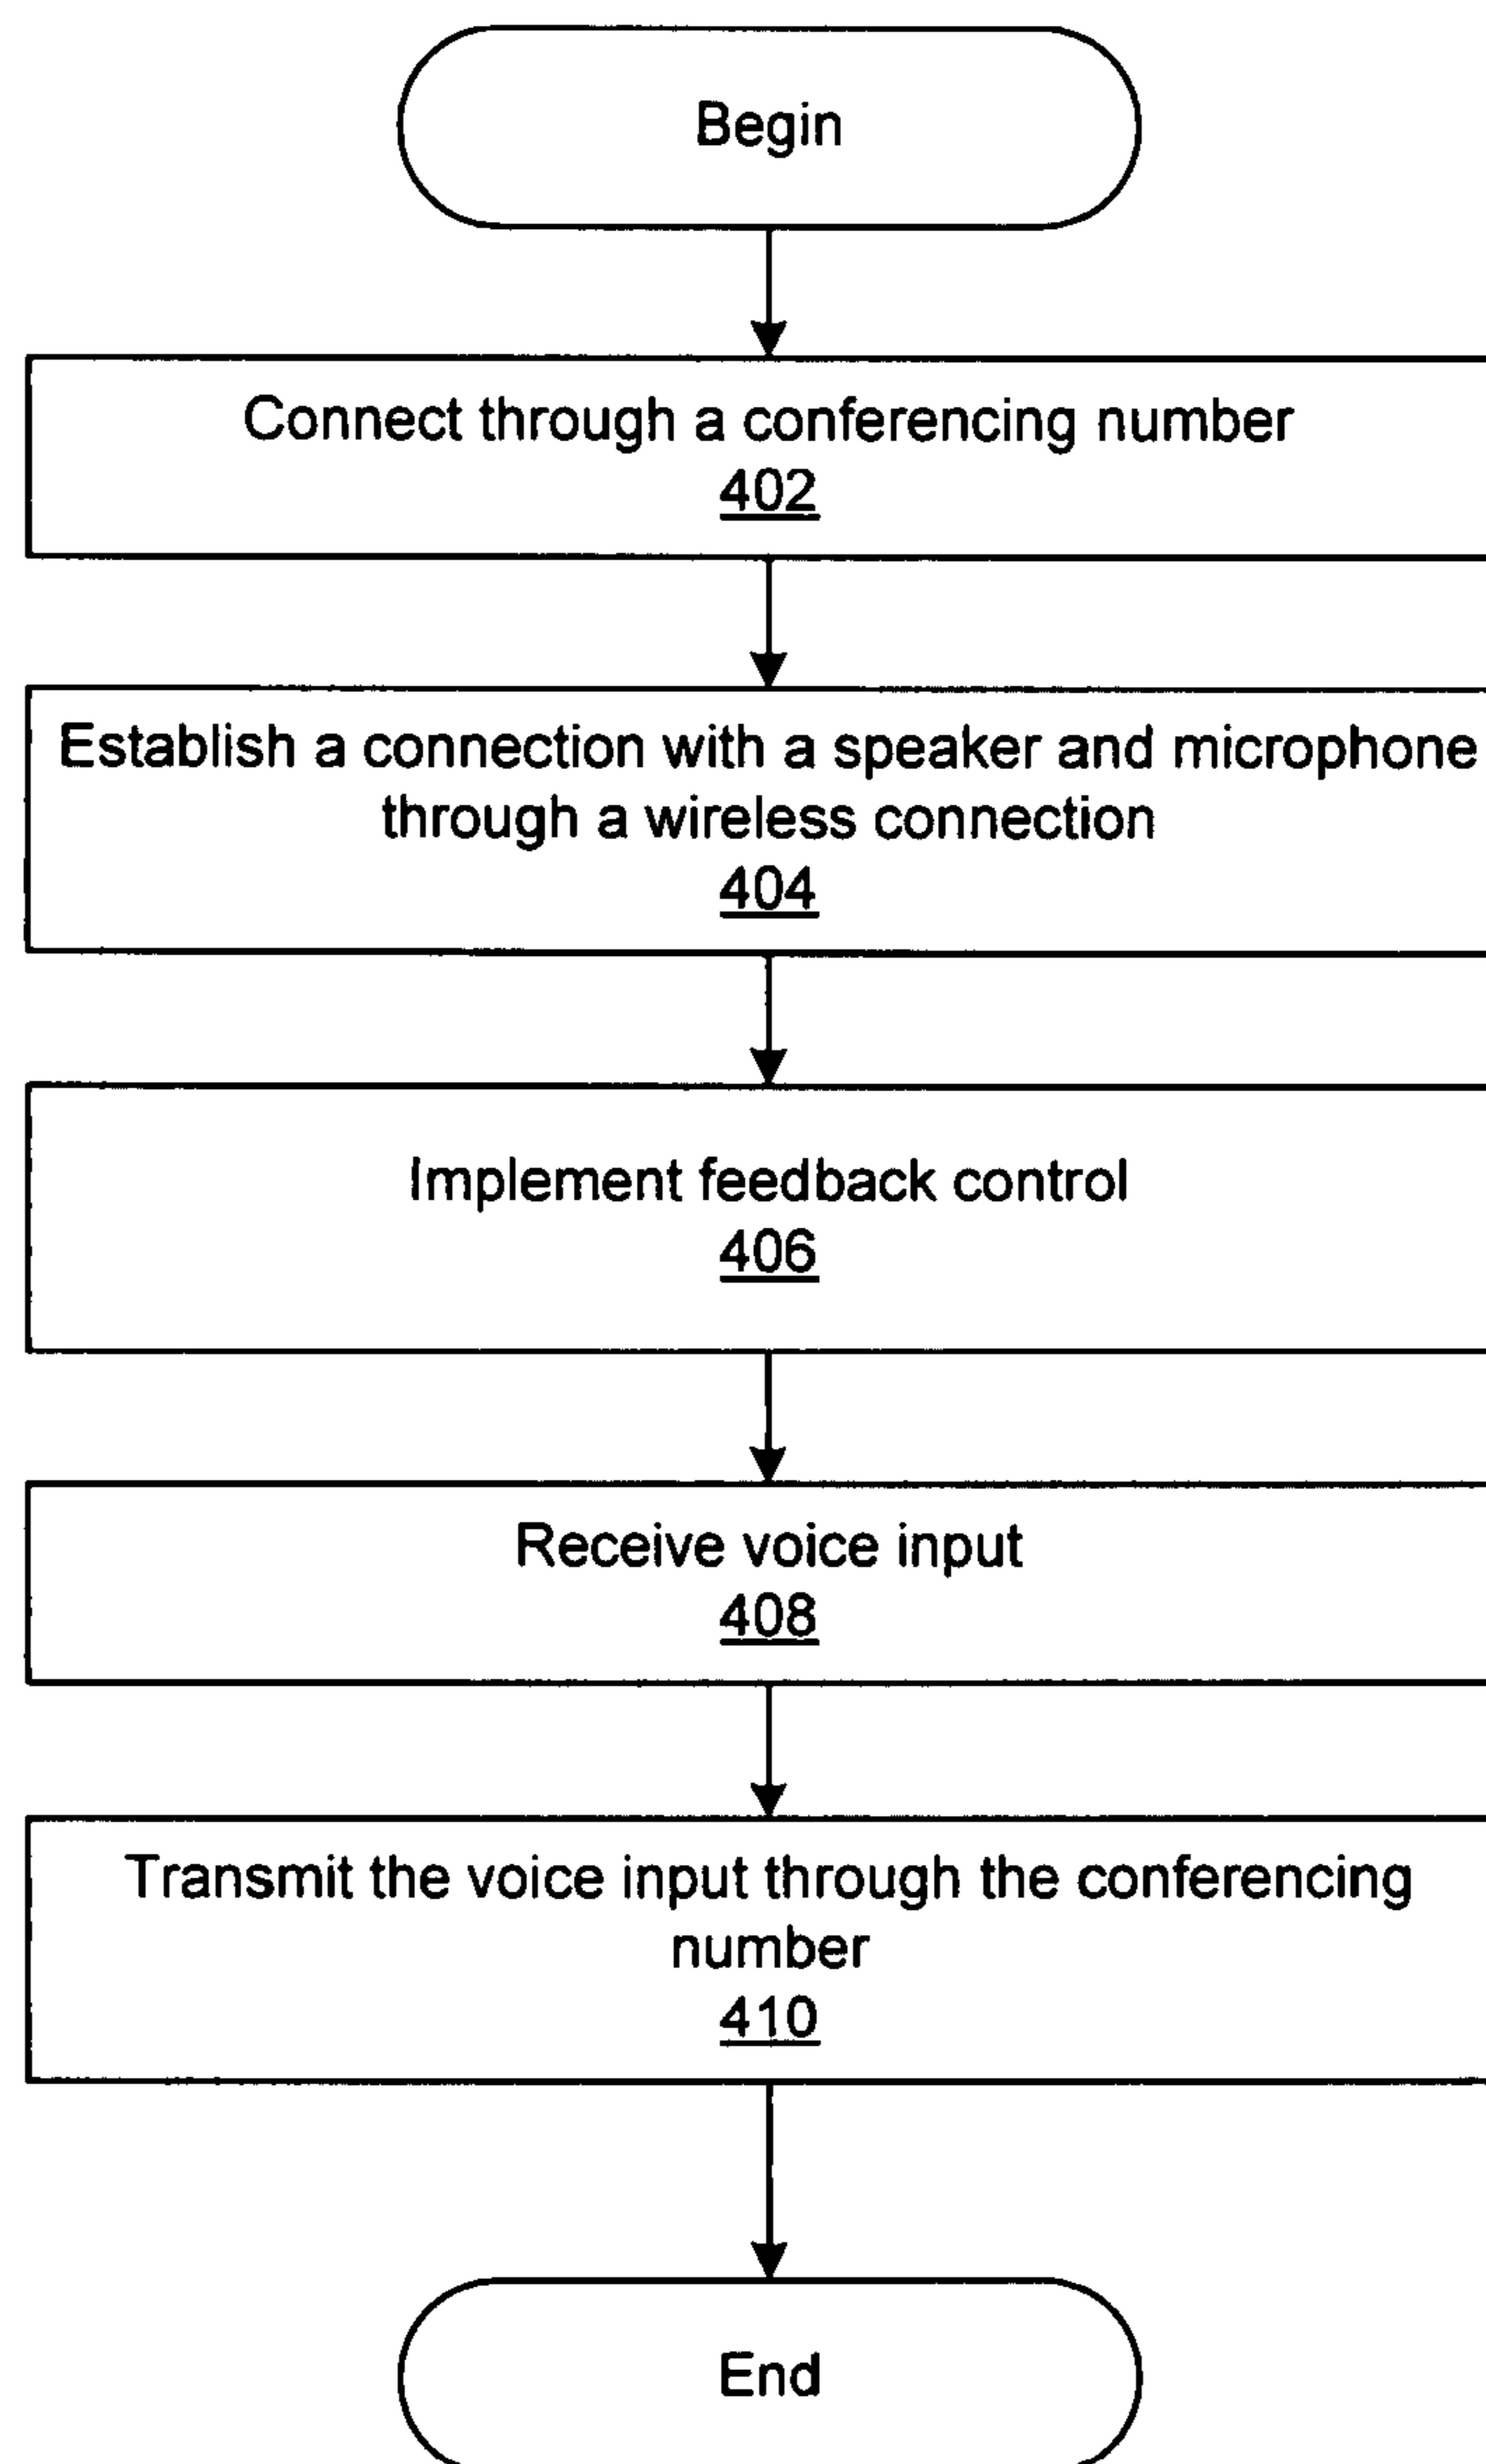 Begin
Connect through a conferencing number
402
Establish a connection with a speaker and microphone
through a wireless connection
404
Implement feedback control
406
Receive voice input
408
Transmit the voice input through the conferencing
number
410
End